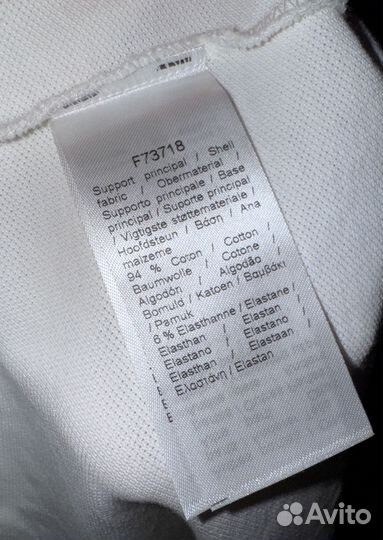 F73718
Support principal / Shell
fabric / Obermaterial /
Supporto principale / Base
principal / Suporte principal
/ Vigtigste støttemateriale /
Hoofdsteun / Βάση / Ana
malzeme
94 % Coton / Cotton /
Baumwolle / Cotone /
Algodón / Algodão /
Bomuld / Katoen / Βαμβάκι
/ Pamuk
6 % Elasthanne / Elastane /
Elasthan / Elastano /
Elastano / Elastan /
Elasthan / Elastaan /
Ελαστάνη / Elastan
Avito